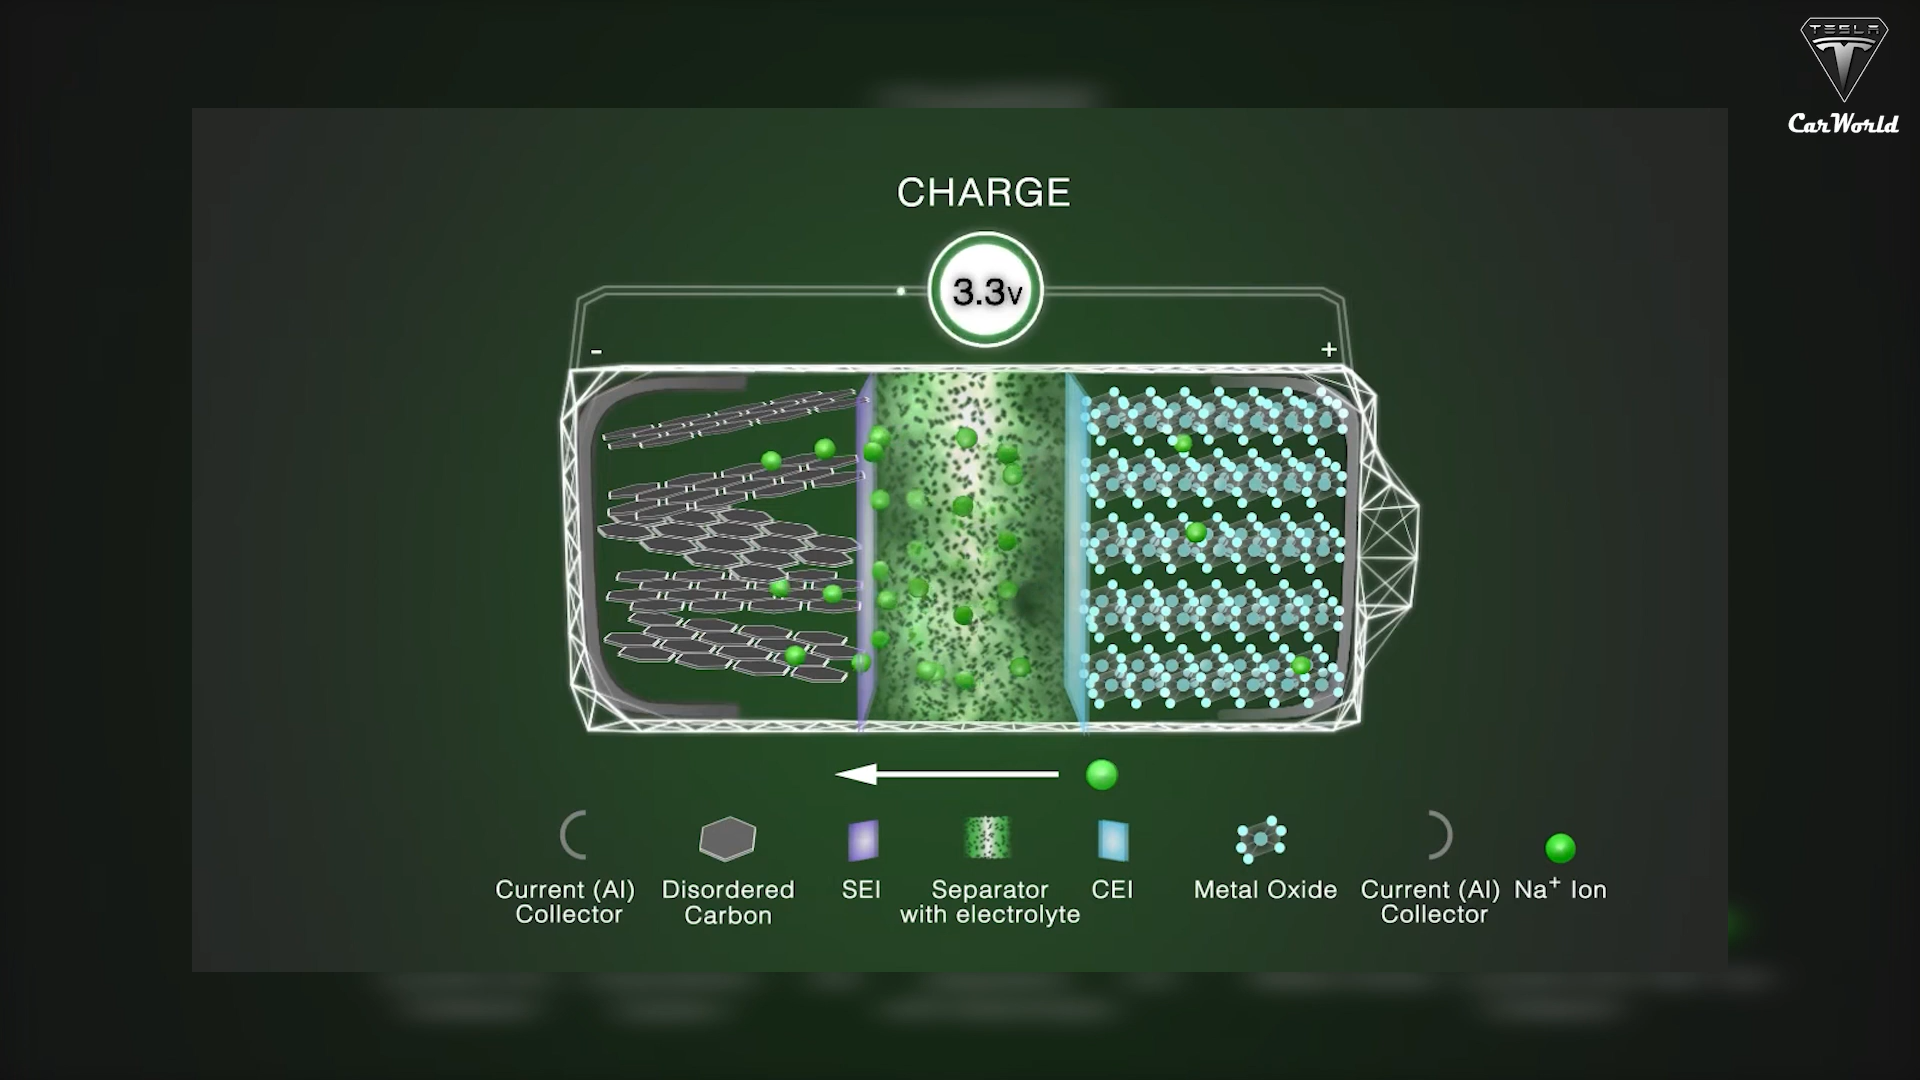 TESLA
CarWorld
CHARGE
3.3v
- +
Current (Al) Collector
Disordered Carbon
SEI
Separator with electrolyte
CEI
Metal Oxide
Current (Al) Collector
Na⁺ Ion